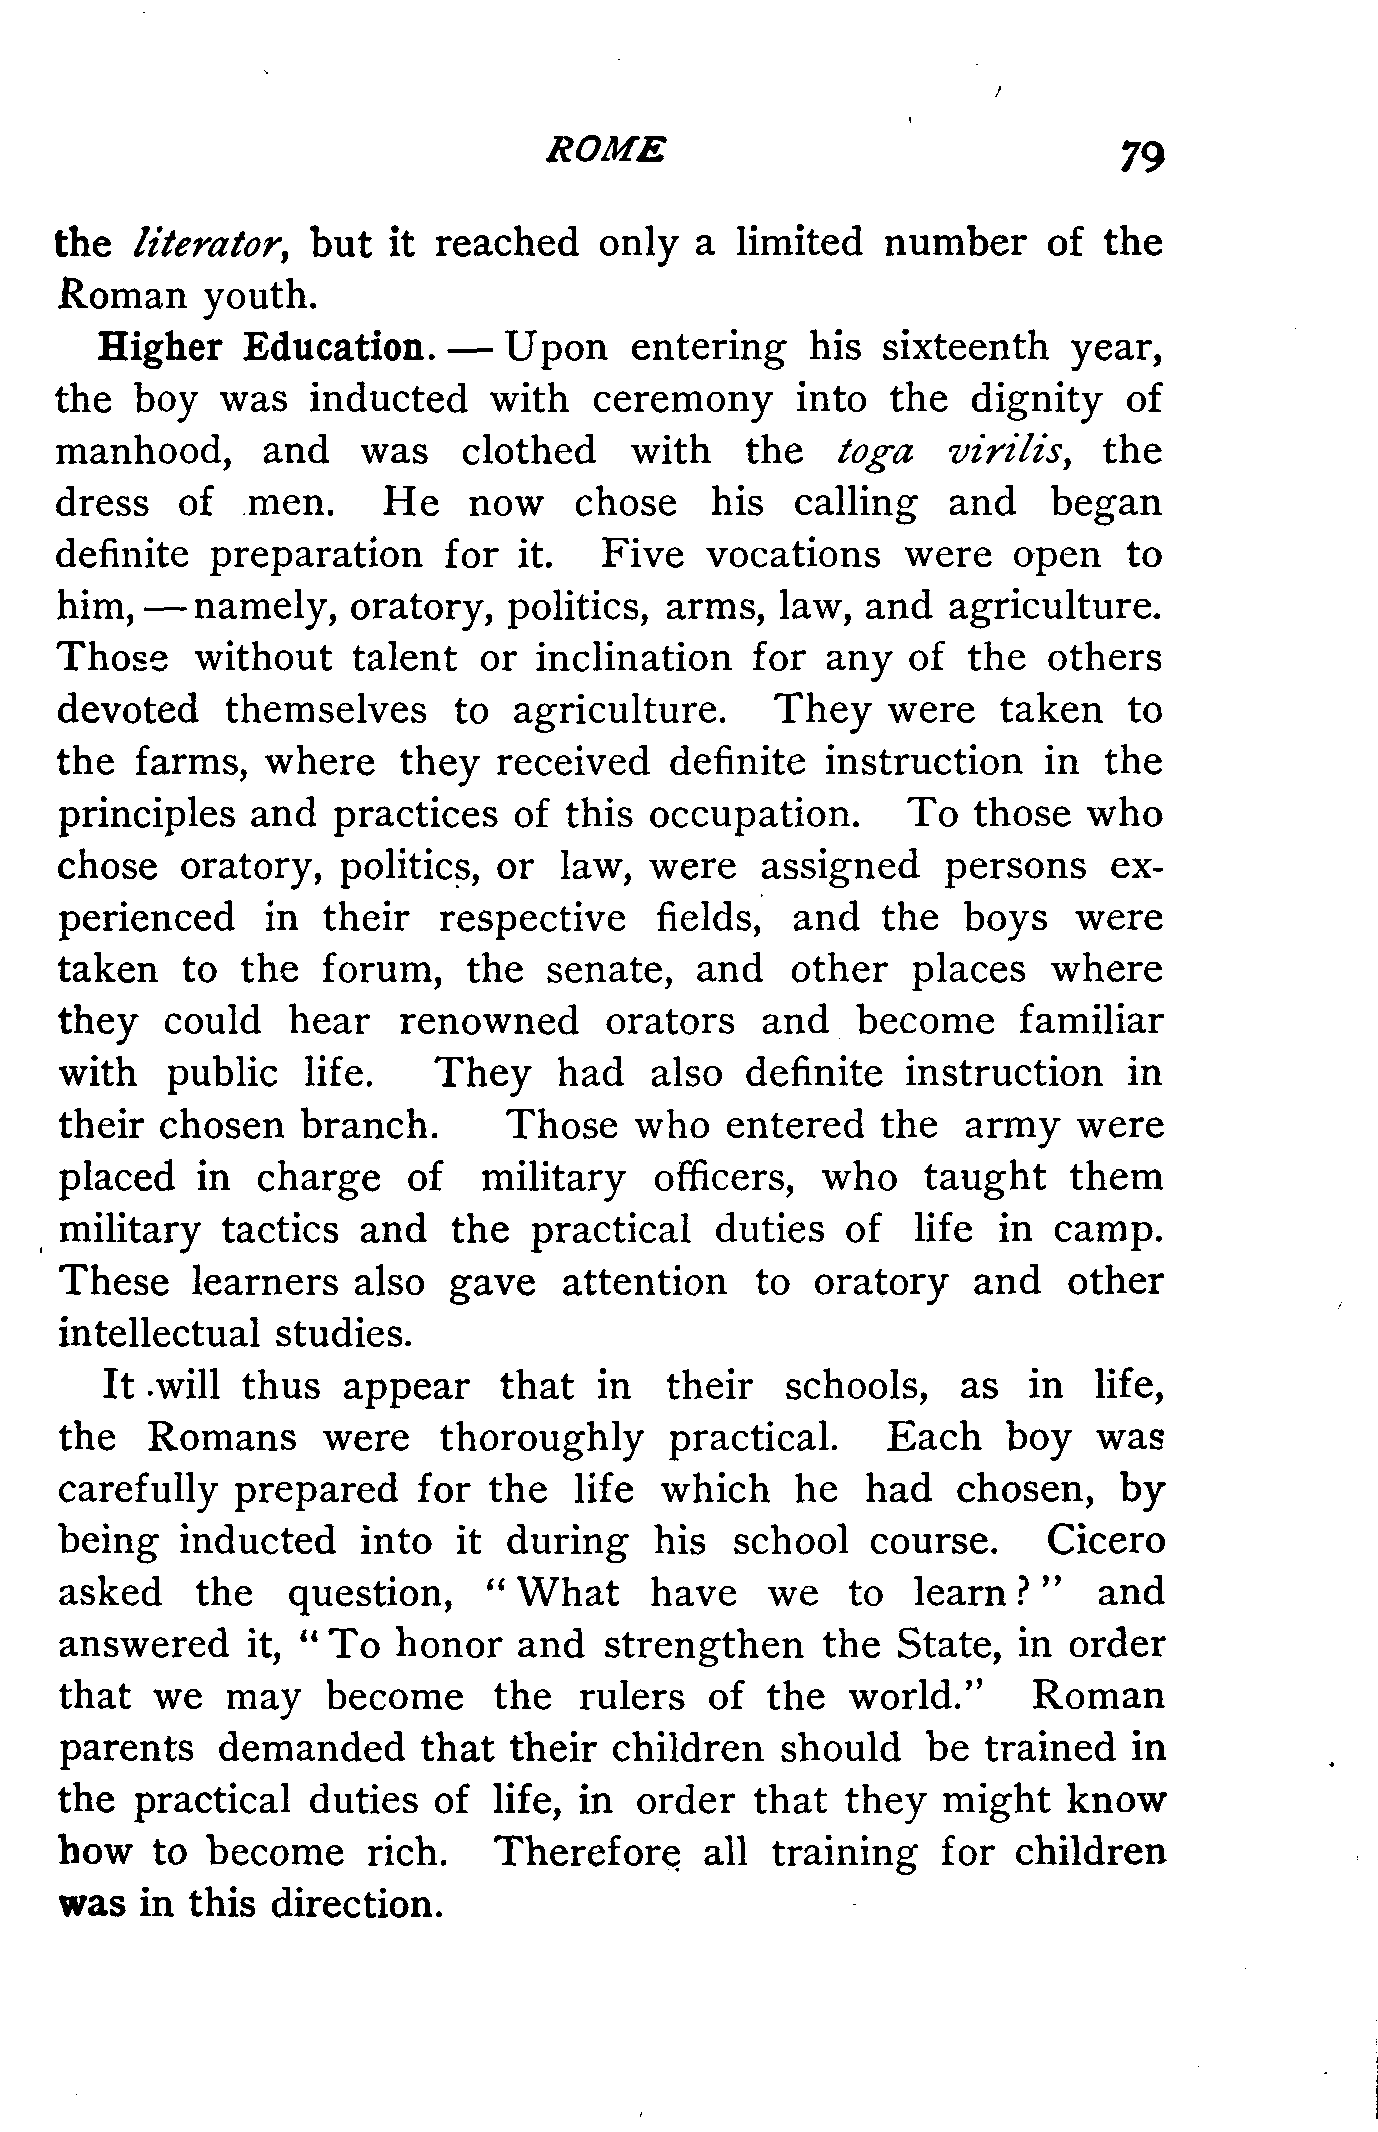 ROME 79
the literator, but it reached only a limited number of the
Roman youth.
Higher Education. — Upon entering his sixteenth year,
the boy was inducted with ceremony into the dignity of
manhood, and was clothed with the toga virilis, the
dress of men. He now chose his calling and began
definite preparation for it. Five vocations were open to
him, — namely, oratory, politics, arms, law, and agriculture.
Those without talent or inclination for any of the others
devoted themselves to agriculture. They were taken to
the farms, where they received definite instruction in the
principles and practices of this occupation. To those who
chose oratory, politics, or law, were assigned persons ex-
perienced in their respective fields, and the boys were
taken to the forum, the senate, and other places where
they could hear renowned orators and become familiar
with public life. They had also definite instruction in
their chosen branch. Those who entered the army were
placed in charge of military officers, who taught them
military tactics and the practical duties of life in camp.
These learners also gave attention to oratory and other
intellectual studies.
It will thus appear that in their schools, as in life,
the Romans were thoroughly practical. Each boy was
carefully prepared for the life which he had chosen, by
being inducted into it during his school course. Cicero
asked the question, “What have we to learn?” and
answered it, “To honor and strengthen the State, in order
that we may become the rulers of the world.” Roman
parents demanded that their children should be trained in
the practical duties of life, in order that they might know
how to become rich. Therefore all training for children
was in this direction.